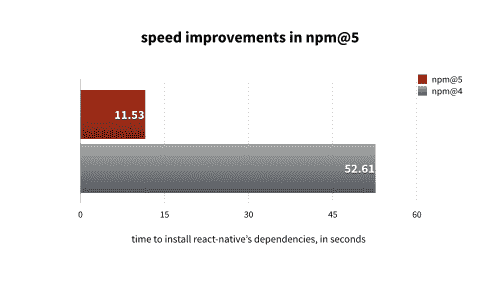 speed improvements in npm@5
npm@5
npm@4
11.53
52.61
0 15 30 45 60
time to install react-native's dependencies, in seconds